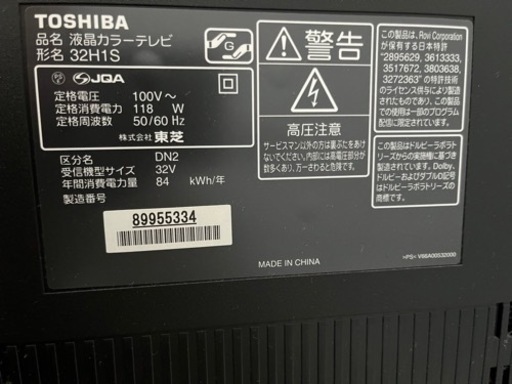 TOSHIBA
品名 液晶カラーテレビ
形名 32H1S
G
JQA
定格電圧: 100V～
定格消費電力: 118 W
定格周波数: 50/60 Hz
株式会社 東芝
区分名 DN2
受信機型サイズ 32V
年間消費電力量: 84 kWh/年
製造番号
89955334
警告
高圧注意
サービスマン以外の方は裏ぶたをあけ
ないでください。内部には高電圧部分が
数多くあり、万一さわると危険です。
MADE IN CHINA
この製品は、Rovi Corporation
が保有する日本特許
"2895629, 3613333,
3517672, 3803638,
3272363" の特許技術
のライセンス供与により
製造されます。この製品
での使用は一部のプログラム
配信に限定されています。
この製品はドルビーラボラト
リーズからの実施権に基づき
製造されています。Dolby、
ドルビー及びダブルD記号は
ドルビーラボラトリーズの
商標です。
>PS< V66A00532000